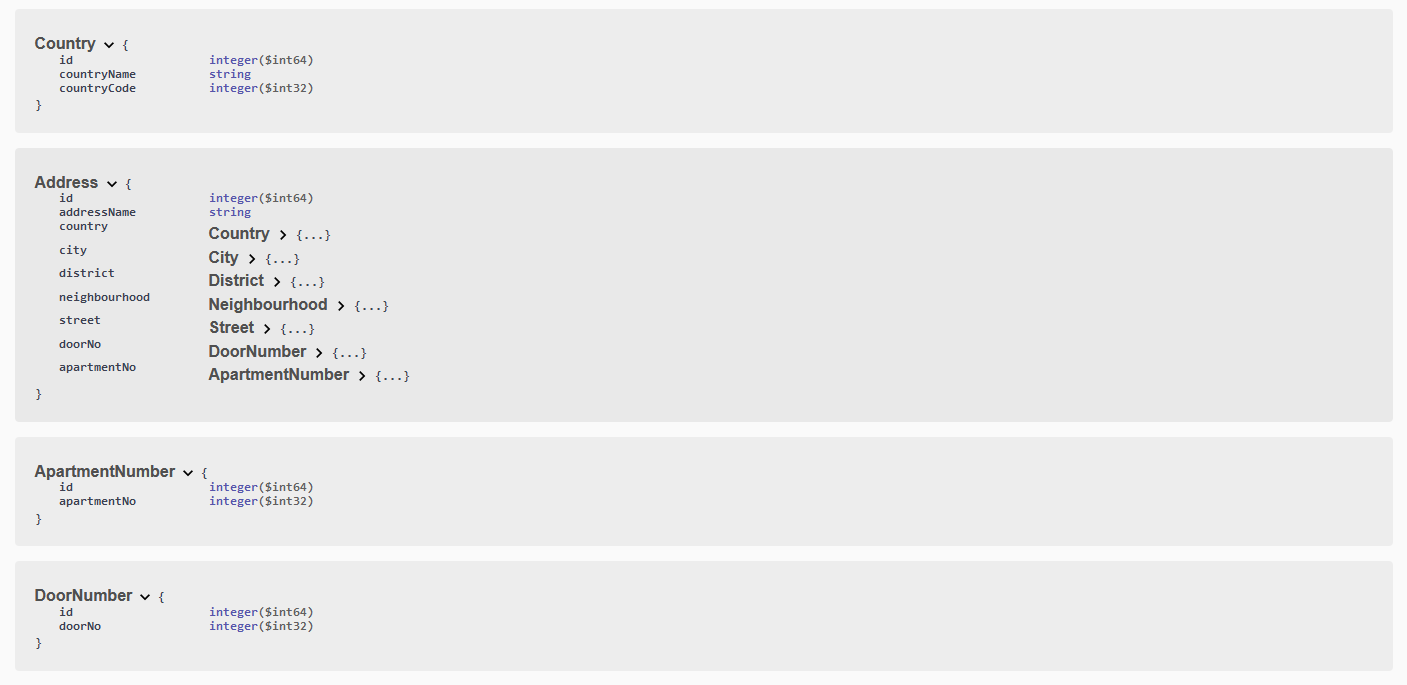 Country {
id integer($int64)
countryName string
countryCode integer($int32)
}
Address {
id integer($int64)
addressName string
country Country {...}
city City {...}
district District {...}
neighbourhood Neighbourhood {...}
street Street {...}
doorNo DoorNumber {...}
apartmentNo ApartmentNumber {...}
}
ApartmentNumber {
id integer($int64)
apartmentNo integer($int32)
}
DoorNumber {
id integer($int64)
doorNo integer($int32)
}